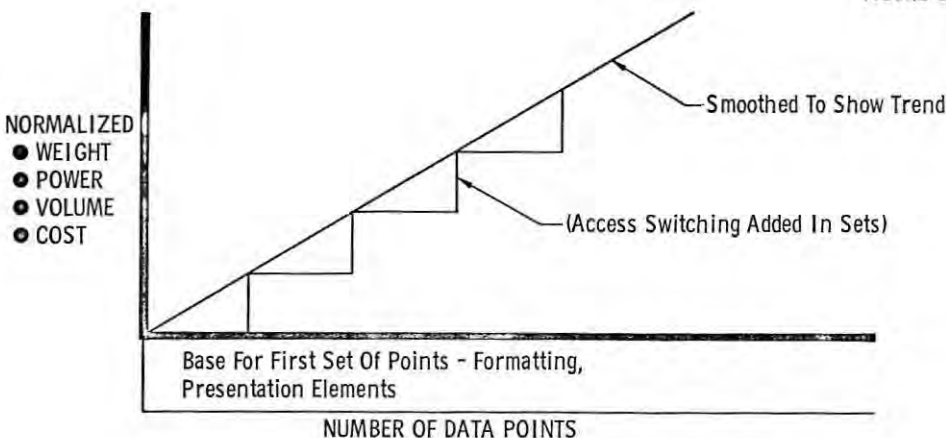 Smoothed To Show Trend
NORMALIZED
● WEIGHT
● POWER
● VOLUME
● COST
(Access Switching Added In Sets)
Base For First Set Of Points - Formatting,
Presentation Elements
NUMBER OF DATA POINTS